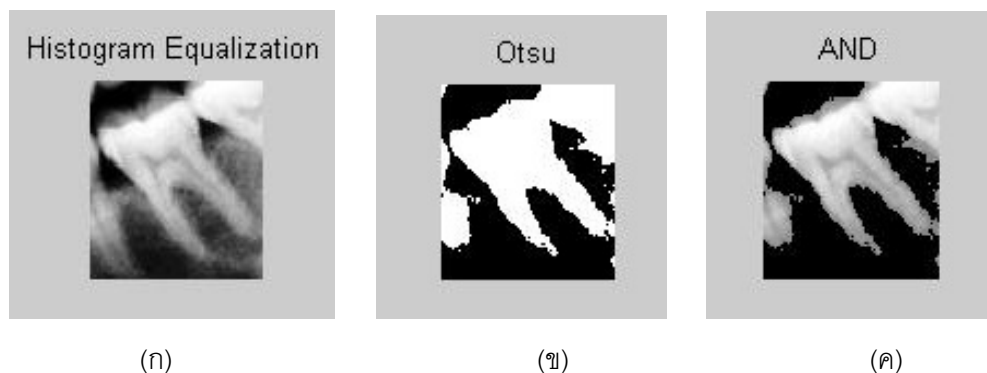 Histogram Equalization
Otsu
AND
(ก)
(ข)
(ค)